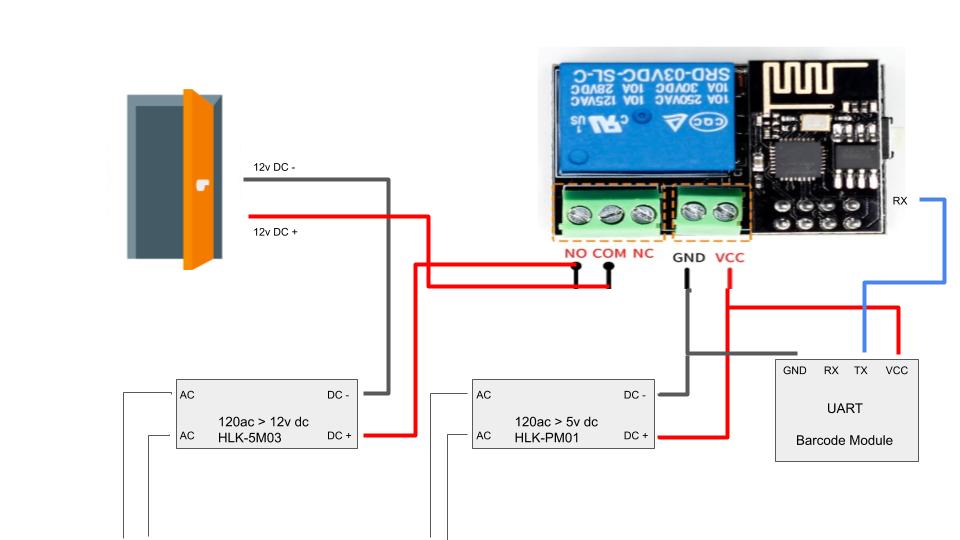 SRD-03VDC-SL-C
10A 250VAC 10A 125VAC
10A 30VDC 10A 28VDC
CQC
C US
12v DC -
12v DC +
RX
NO COM NC
GND VCC
AC
DC -
120ac > 12v dc
HLK-5M03
AC
DC +
AC
DC -
120ac > 5v dc
HLK-PM01
AC
DC +
GND RX TX VCC
UART
Barcode Module